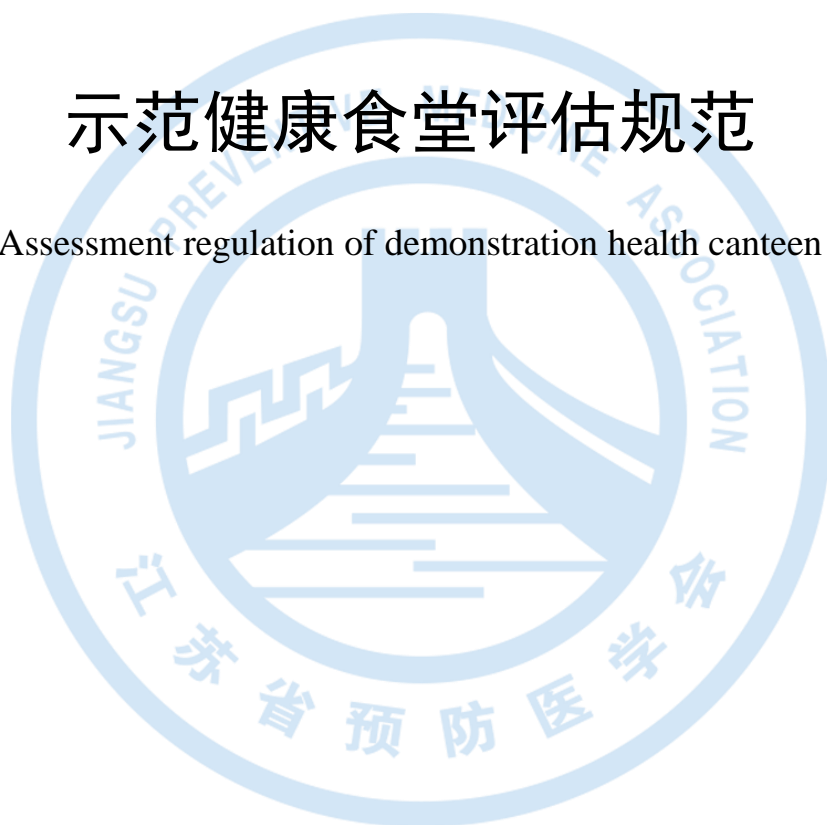 示范健康食堂评估规范
Assessment regulation of demonstration health canteen
JIANGSU PREVENTIVE MEDICINE ASSOCIATION
江苏省预防医学会